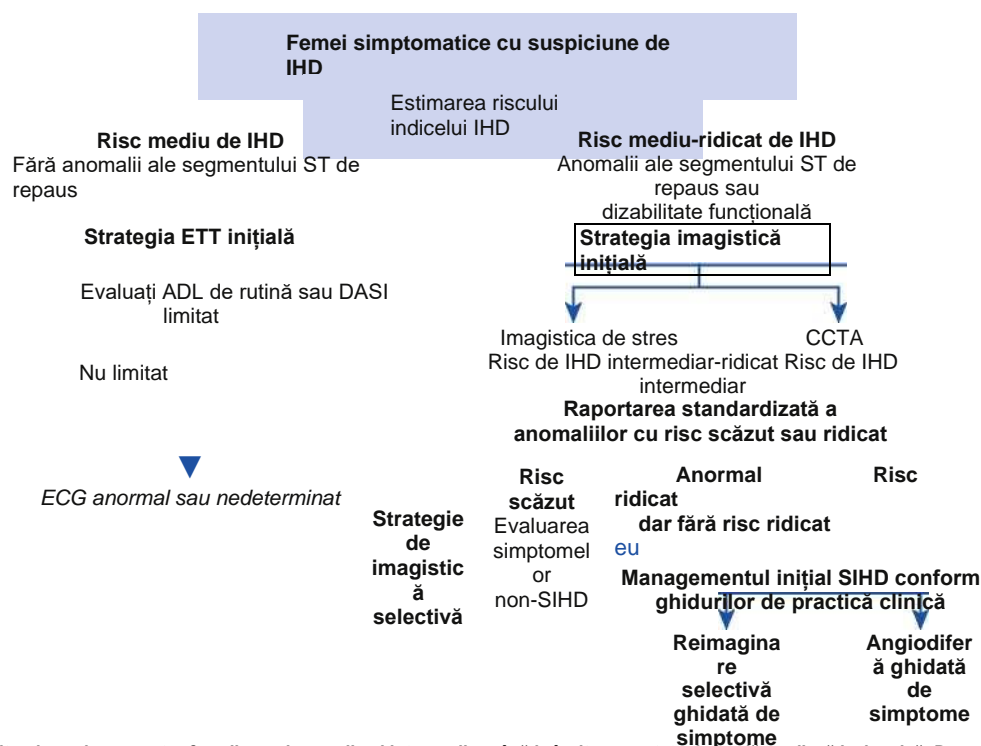 Femei simptomatice cu suspiciune de
IHD
Estimarea riscului
indicelui IHD
Risc mediu de IHD
Fără anomalii ale segmentului ST de
repaus
Risc mediu-ridicat de IHD
Anomalii ale segmentului ST de
repaus sau
dizabilitate funcțională
Strategia ETT inițială
Strategia imagistică
inițială
Evaluați ADL de rutină sau DASI
limitat
Nu limitat
Imagistica de stres CCTA
Risc de IHD intermediar-ridicat Risc de IHD
intermediar
Raportarea standardizată a
anomaliilor cu risc scăzut sau ridicat
ECG anormal sau nedeterminat
Strategie
de
imagistic
ă
selectivă
Risc
scăzut
Evaluarea
simptomel
or
non-SIHD
Anormal Risc
ridicat
dar fără risc ridicat
eu
Managementul inițial SIHD conform
ghidurilor de practică clinică
Reimagina
re
selectivă
ghidată de
simptome
Angiodifer
ă ghidată
de
simptome